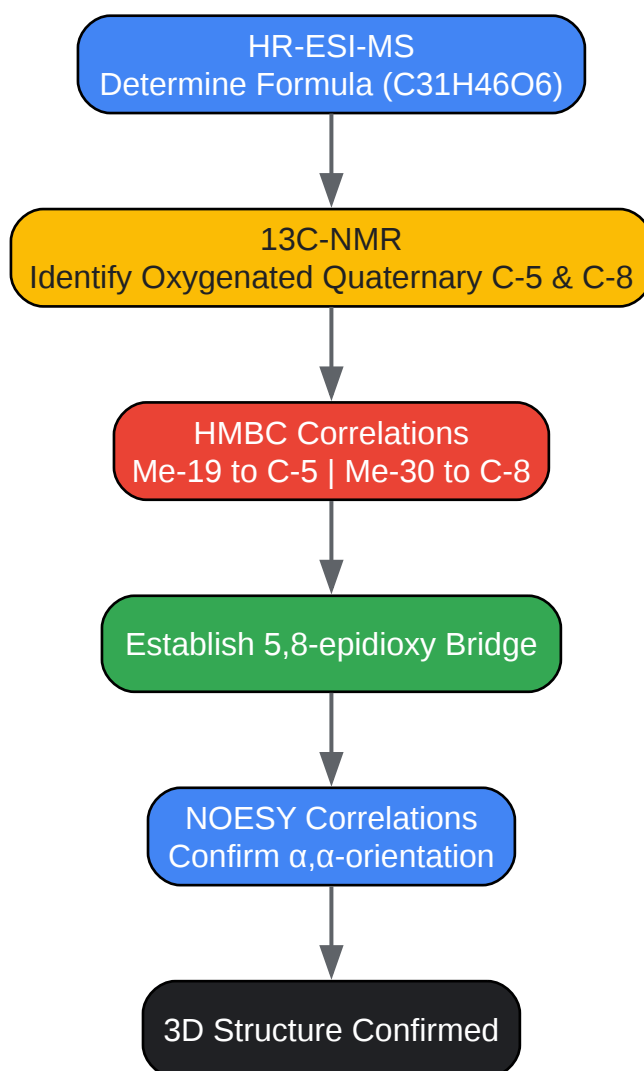 HR-ESI-MS
Determine Formula (C31H46O6)
13C-NMR
Identify Oxygenated Quaternary C-5 & C-8
HMBC Correlations
Me-19 to C-5 | Me-30 to C-8
Establish 5,8-epidioxy Bridge
NOESY Correlations
Confirm α,α-orientation
3D Structure Confirmed